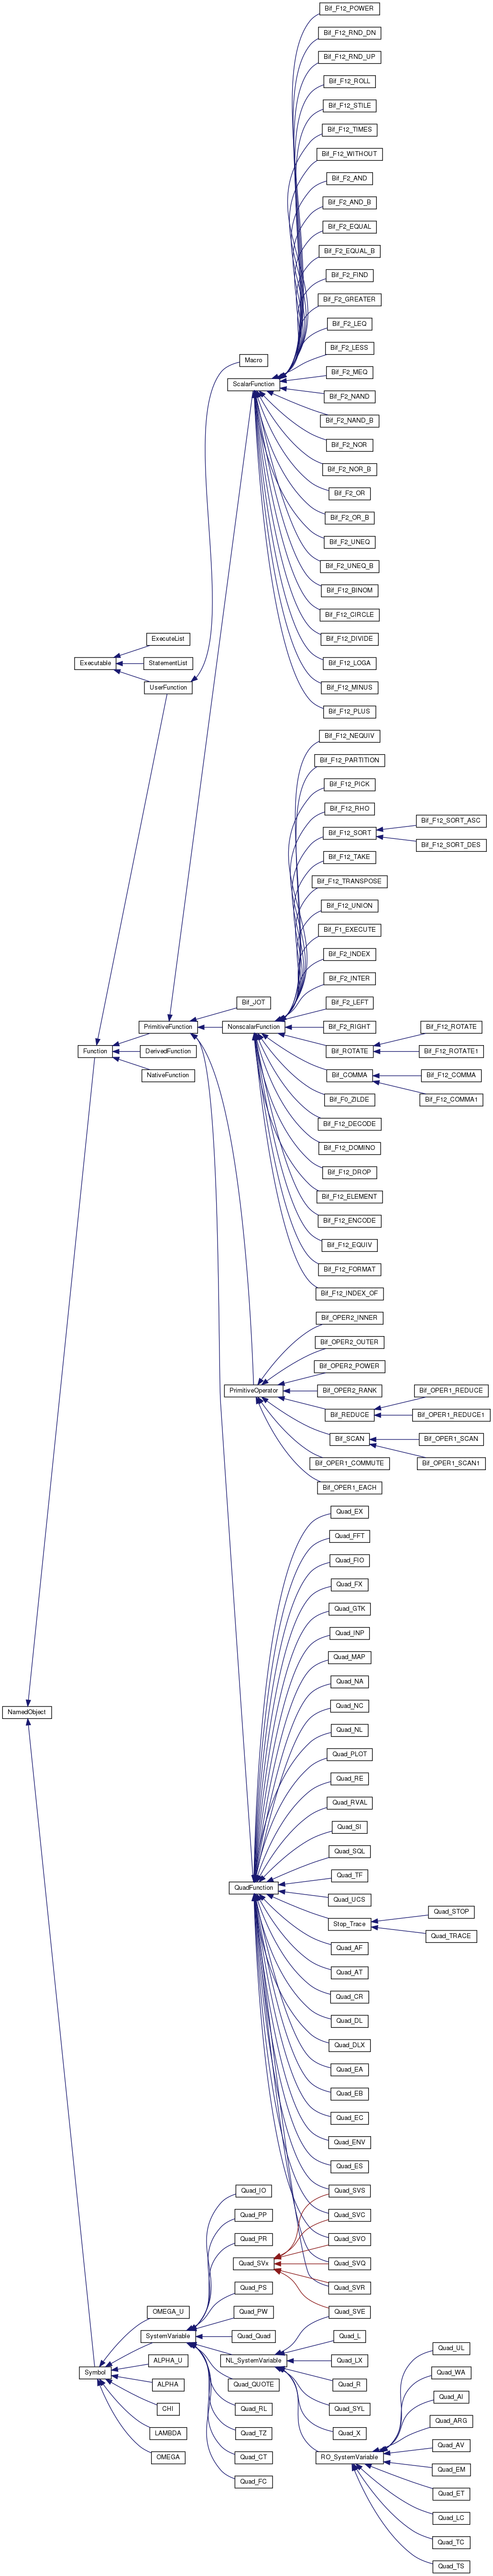 Bif_F12_POWER
Bif_F12_RND_DN
Bif_F12_RND_UP
Bif_F12_ROLL
Bif_F12_STILE
Bif_F12_TIMES
Bif_F12_WITHOUT
Bif_F2_AND
Bif_F2_AND_B
Bif_F2_EQUAL
Bif_F2_EQUAL_B
Bif_F2_FIND
Bif_F2_GREATER
Bif_F2_LEQ
Bif_F2_LESS
Macro
Bif_F2_MEQ
ScalarFunction
Bif_F2_NAND
Bif_F2_NAND_B
Bif_F2_NOR
Bif_F2_NOR_B
Bif_F2_OR
Bif_F2_OR_B
Bif_F2_UNEQ
Bif_F2_UNEQ_B
Bif_F12_BINOM
Bif_F12_CIRCLE
ExecuteList
Bif_F12_DIVIDE
Executable
StatementList
Bif_F12_LOGA
UserFunction
Bif_F12_MINUS
Bif_F12_PLUS
Bif_F12_NEQUIV
Bif_F12_PARTITION
Bif_F12_PICK
Bif_F12_RHO
Bif_F12_SORT_ASC
Bif_F12_SORT
Bif_F12_SORT_DES
Bif_F12_TAKE
Bif_F12_TRANSPOSE
Bif_F12_UNION
Bif_F1_EXECUTE
Bif_F2_INDEX
Bif_F2_INTER
Bif_JOT
Bif_F2_LEFT
PrimitiveFunction
NonscalarFunction
Bif_F2_RIGHT
Bif_F12_ROTATE
Function
DerivedFunction
Bif_ROTATE
Bif_F12_ROTATE1
NativeFunction
Bif_COMMA
Bif_F12_COMMA
Bif_F0_ZILDE
Bif_F12_COMMA1
Bif_F12_DECODE
Bif_F12_DOMINO
Bif_F12_DROP
Bif_F12_ELEMENT
Bif_F12_ENCODE
Bif_F12_EQUIV
Bif_F12_FORMAT
Bif_F12_INDEX_OF
Bif_OPER2_INNER
Bif_OPER2_OUTER
Bif_OPER2_POWER
PrimitiveOperator
Bif_OPER2_RANK
Bif_OPER1_REDUCE
Bif_REDUCE
Bif_OPER1_REDUCE1
Bif_SCAN
Bif_OPER1_SCAN
Bif_OPER1_COMMUTE
Bif_OPER1_SCAN1
Bif_OPER1_EACH
Quad_EX
Quad_FFT
Quad_FIO
Quad_FX
Quad_GTK
Quad_INP
Quad_MAP
Quad_NA
Quad_NC
NamedObject
Quad_NL
Quad_PLOT
Quad_RE
Quad_RVAL
Quad_SI
Quad_SQL
Quad_TF
QuadFunction
Quad_UCS
Quad_STOP
Stop_Trace
Quad_TRACE
Quad_AF
Quad_AT
Quad_CR
Quad_DL
Quad_DLX
Quad_EA
Quad_EB
Quad_EC
Quad_ENV
Quad_ES
Quad_IO
Quad_SVS
Quad_PP
Quad_SVC
Quad_PR
Quad_SVO
Quad_SVx
Quad_SVQ
Quad_PS
Quad_SVR
OMEGA_U
Quad_PW
Quad_SVE
SystemVariable
Quad_Quad
Quad_L
Quad_UL
ALPHA_U
NL_SystemVariable
Quad_LX
Quad_WA
Symbol
ALPHA
Quad_QUOTE
Quad_R
Quad_AI
CHI
Quad_RL
Quad_SYL
Quad_ARG
LAMBDA
Quad_TZ
Quad_X
Quad_AV
OMEGA
Quad_CT
RO_SystemVariable
Quad_EM
Quad_FC
Quad_ET
Quad_LC
Quad_TC
Quad_TS